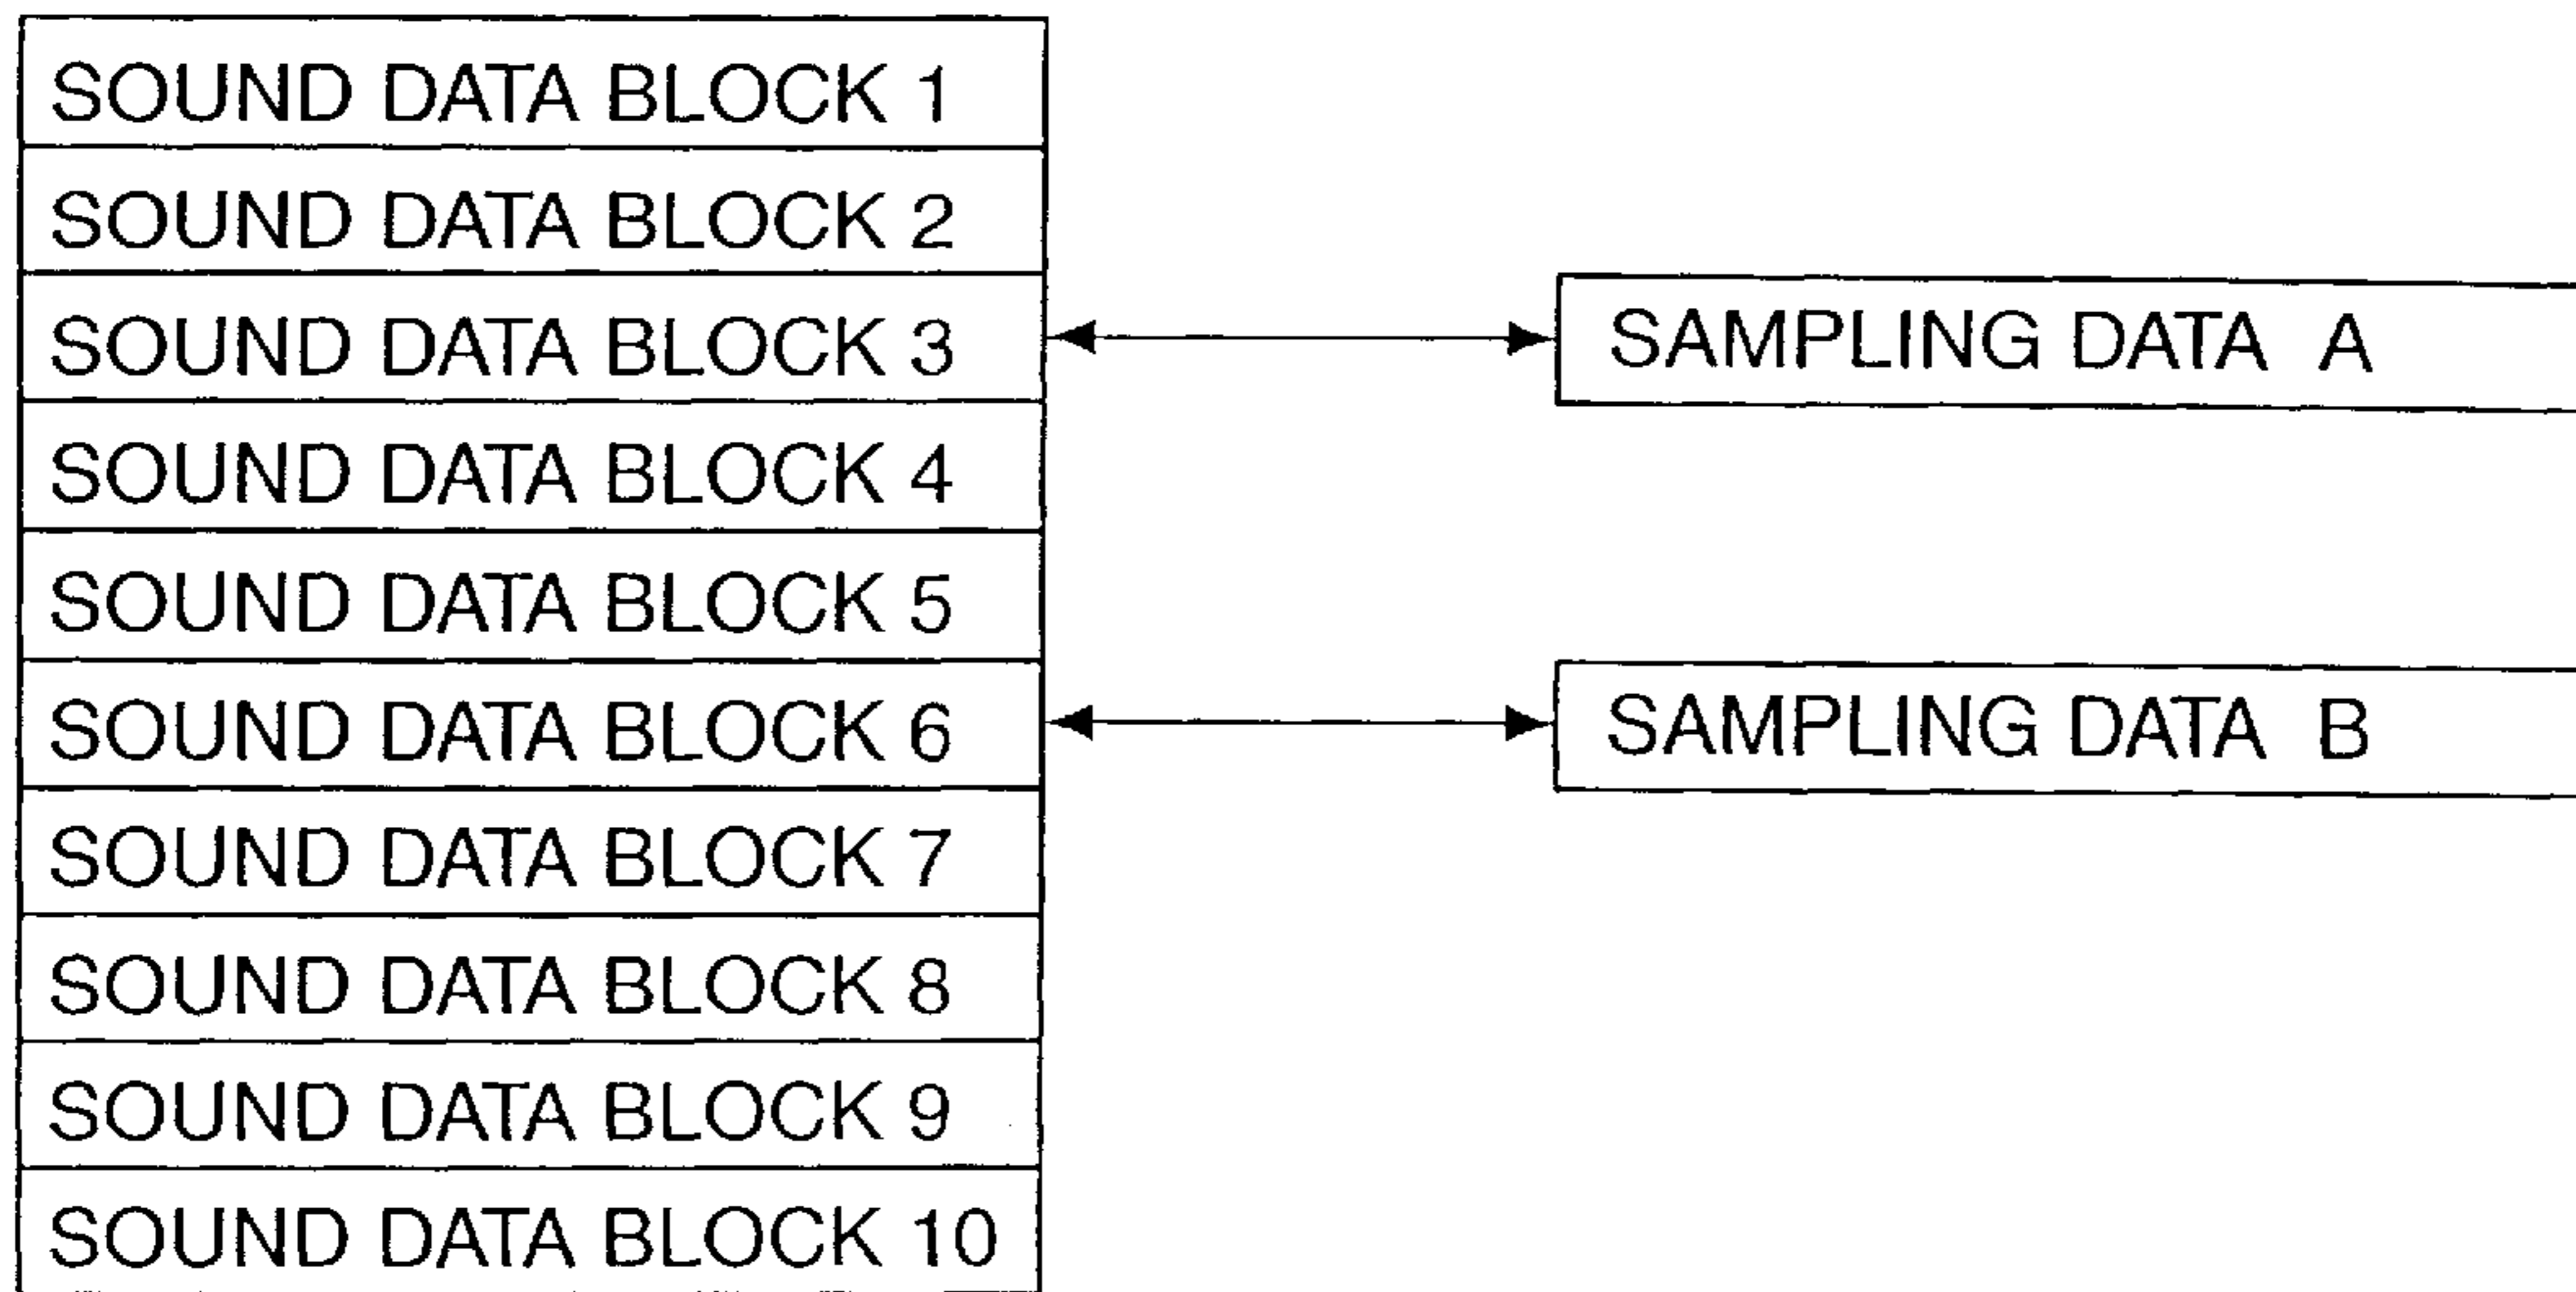 SOUND DATA BLOCK 1
SOUND DATA BLOCK 2
SOUND DATA BLOCK 3
SAMPLING DATA A
SOUND DATA BLOCK 4
SOUND DATA BLOCK 5
SOUND DATA BLOCK 6
SAMPLING DATA B
SOUND DATA BLOCK 7
SOUND DATA BLOCK 8
SOUND DATA BLOCK 9
SOUND DATA BLOCK 10